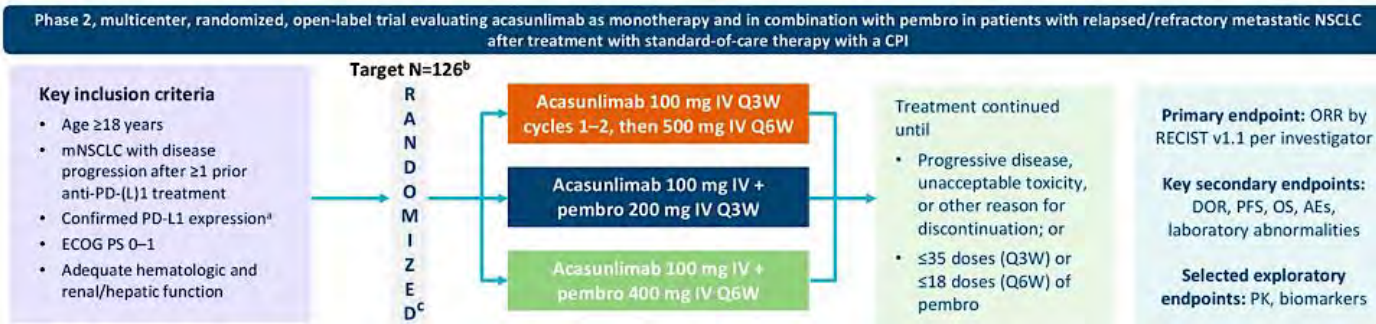 Phase 2, multicenter, randomized, open-label trial evaluating acasunlimab as monotherapy and in combination with pembro in patients with relapsed/refractory metastatic NSCLC
after treatment with standard-of-care therapy with a CPI
Key inclusion criteria
• Age ≥18 years
• mNSCLC with disease
progression after ≥1 prior
anti-PD-(L)1 treatment
• Confirmed PD-L1 expressionᵃ
• ECOG PS 0–1
• Adequate hematologic and
renal/hepatic function
Target N=126ᵇ
R
A
N
D
O
M
I
Z
E
Dᶜ
Acasunlimab 100 mg IV Q3W
cycles 1–2, then 500 mg IV Q6W
Acasunlimab 100 mg IV +
pembro 200 mg IV Q3W
Acasunlimab 100 mg IV +
pembro 400 mg IV Q6W
Treatment continued
until
• Progressive disease,
unacceptable toxicity,
or other reason for
discontinuation; or
• ≤35 doses (Q3W) or
≤18 doses (Q6W) of
pembro
Primary endpoint: ORR by
RECIST v1.1 per investigator
Key secondary endpoints:
DOR, PFS, OS, AEs,
laboratory abnormalities
Selected exploratory
endpoints: PK, biomarkers